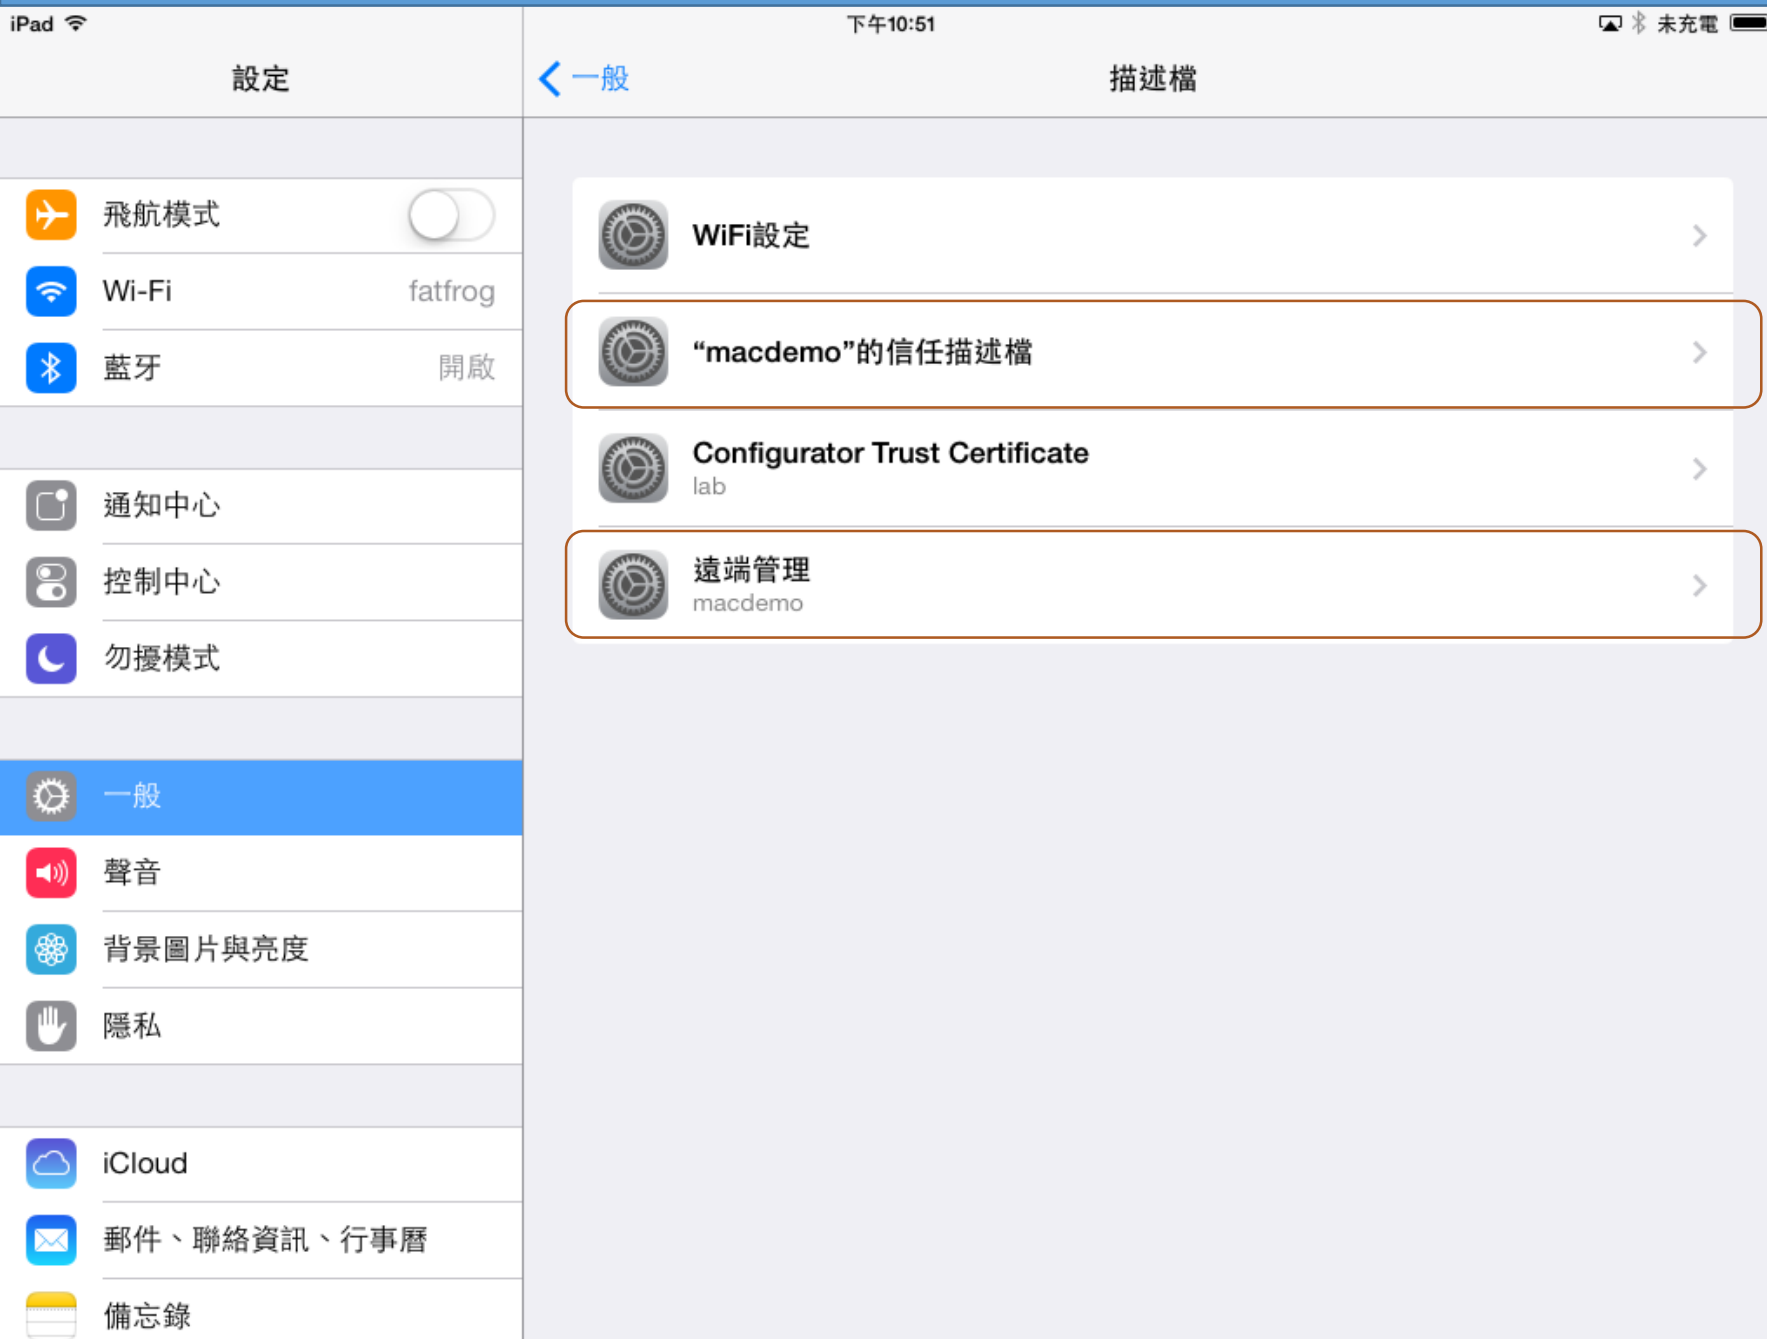 iPad
下午10:51
未充電
設定
一般
描述檔
飛航模式
Wi-Fi
fatfrog
藍牙
開啟
通知中心
控制中心
勿擾模式
一般
聲音
背景圖片與亮度
隱私
iCloud
郵件、聯絡資訊、行事曆
備忘錄
WiFi設定
“macdemo”的信任描述檔
Configurator Trust Certificate
lab
遠端管理
macdemo